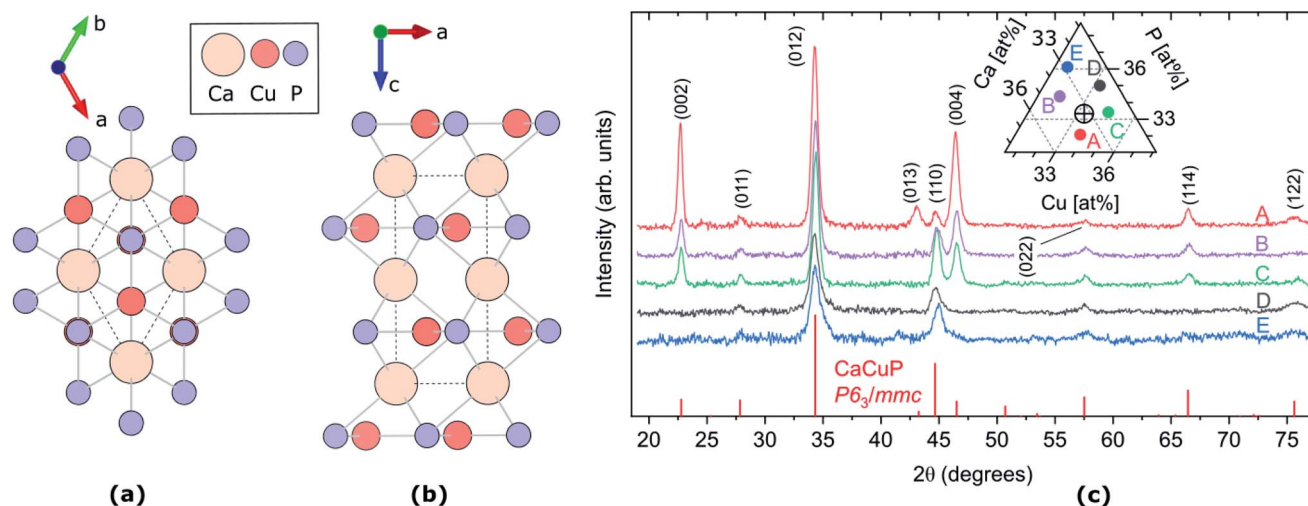 b
a
Ca Cu P
a
c
(a)
(b)
Intensity (arb. units)
(002)
(011)
(012)
(013)
(110)
(004)
(022)
(114)
(122)
Ca [at%]
P [at%]
Cu [at%]
33
36
33
36
36
33
33
36
E
D
B
C
A
A
B
C
D
E
CaCuP
P6₃/mmc
20 25 30 35 40 45 50 55 60 65 70 75
2θ (degrees)
(c)